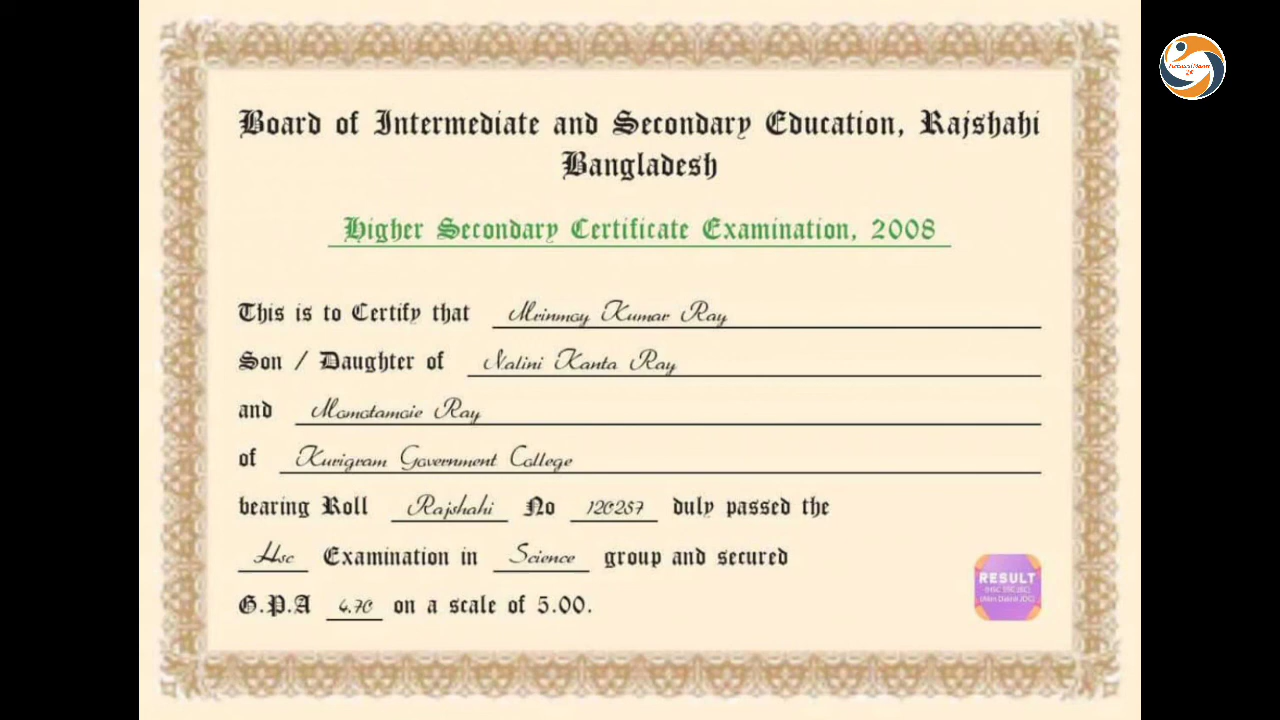 Board of Intermediate and Secondary Education, Rajshahi
Bangladesh
Higher Secondary Certificate Examination, 2008
This is to Certify that Mrinmoy Kumar Ray
Son / Daughter of Nalini Kanta Ray
and Momotamoie Ray
of Kurigram Government College
bearing Roll Rajshahi No 120257 duly passed the
Hsc Examination in Science group and secured
G.P.A 4.70 on a scale of 5.00.
RESULT